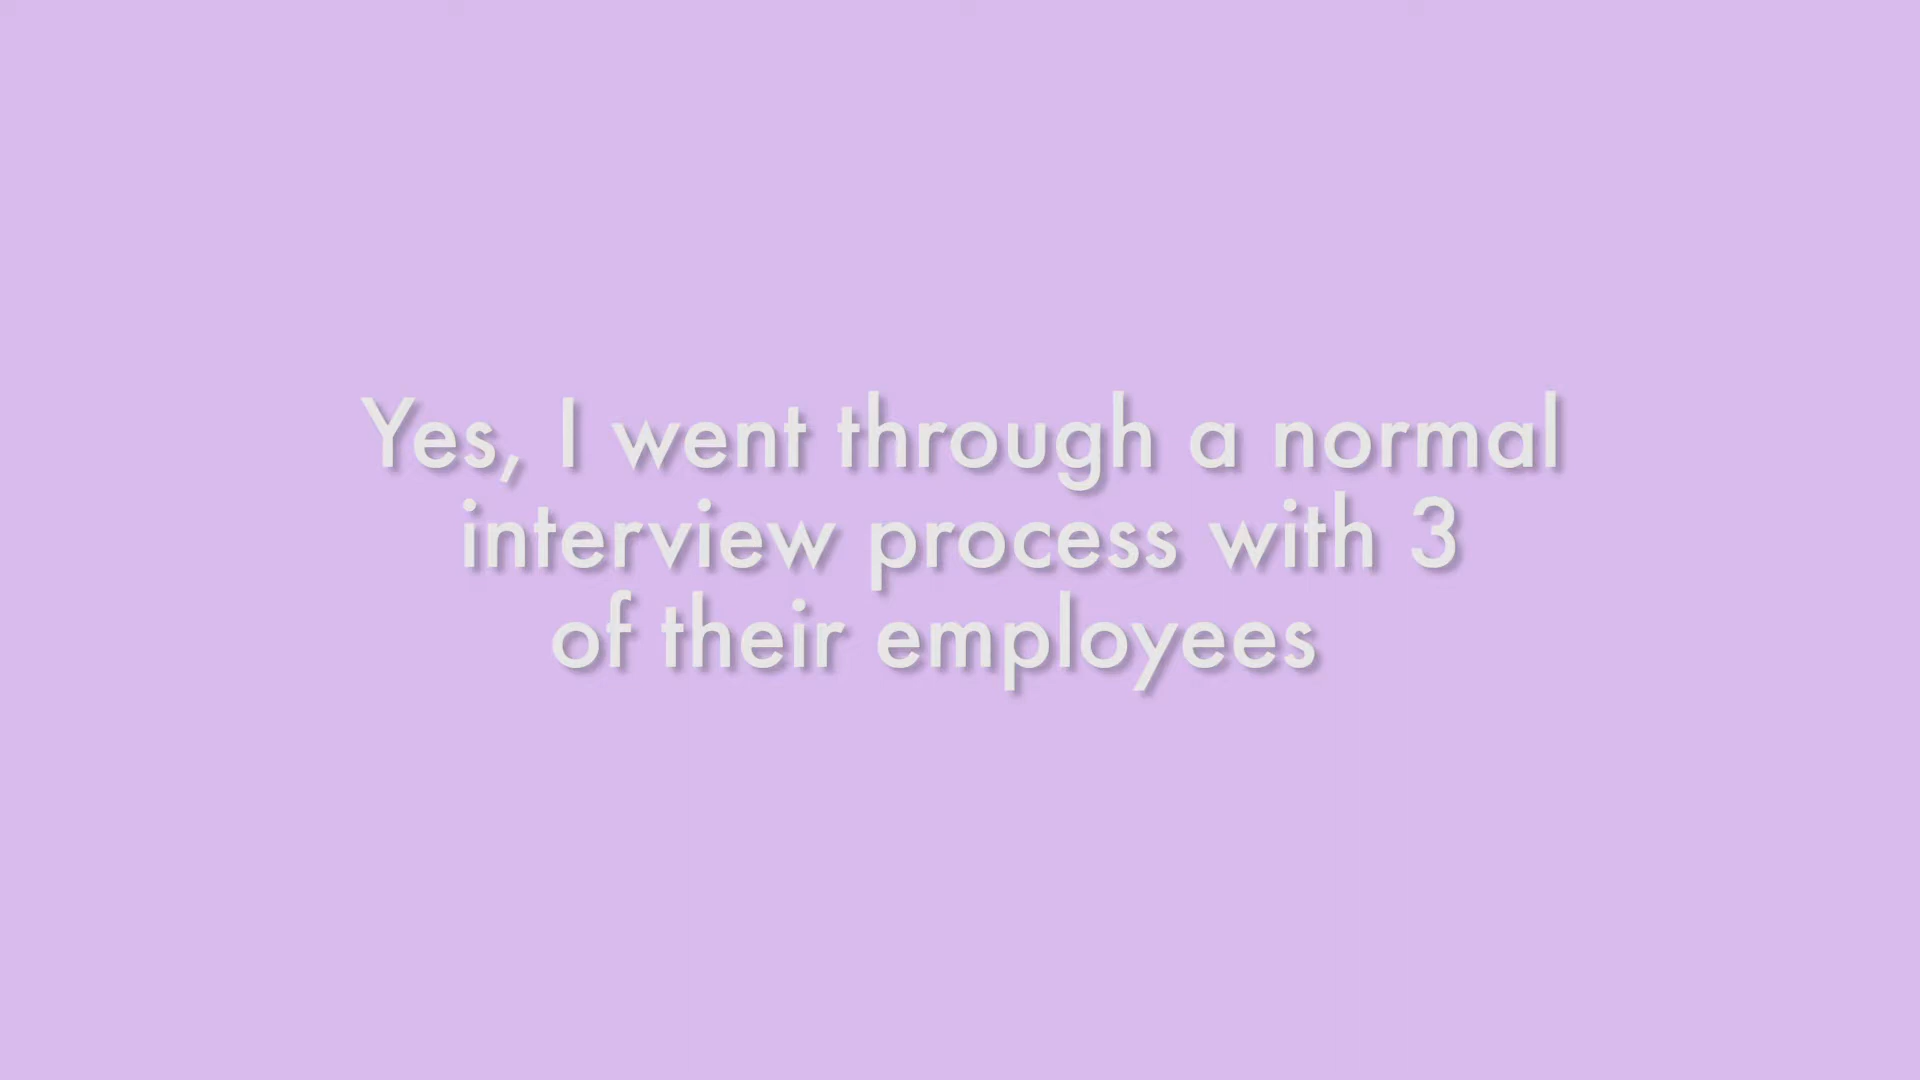 Yes, I went through a normal
interview process with 3
of their employees